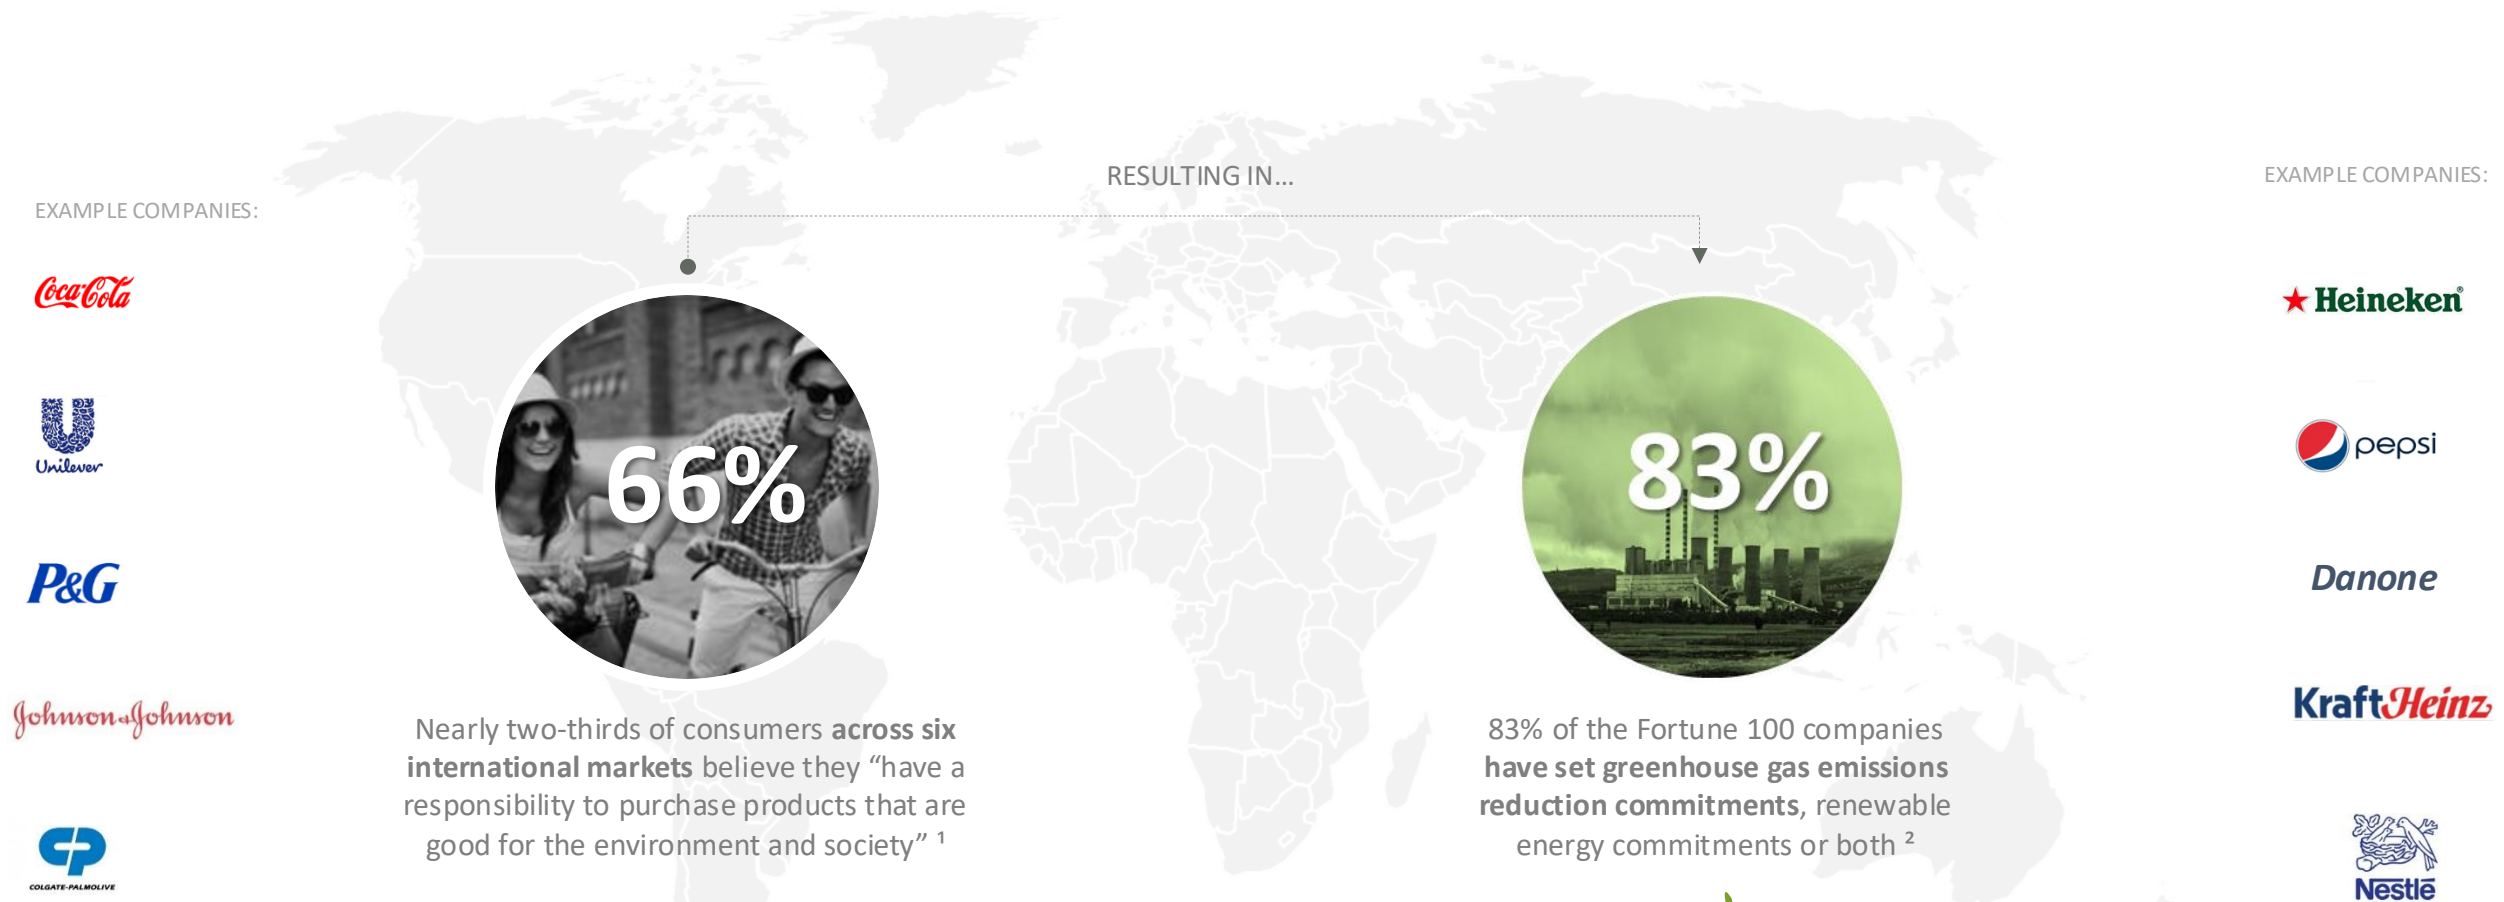 RESULTING IN...
EXAMPLE COMPANIES:
Coca-Cola
Unilever
P&G
Johnson&Johnson
CP
COLGATE-PALMOLIVE
66%
Nearly two-thirds of consumers across six
international markets believe they “have a
responsibility to purchase products that are
good for the environment and society” ¹
83%
83% of the Fortune 100 companies
have set greenhouse gas emissions
reduction commitments, renewable
energy commitments or both ²
EXAMPLE COMPANIES:
Heineken®
pepsi
Danone
KraftHeinz
Nestlé